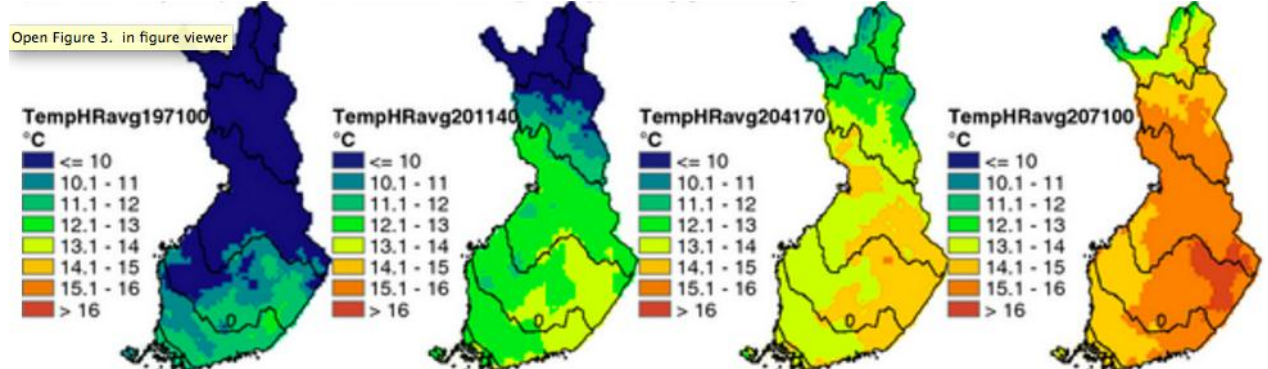 Open Figure 3. in figure viewer
TempHRavg197100
°C
<= 10
10.1 - 11
11.1 - 12
12.1 - 13
13.1 - 14
14.1 - 15
15.1 - 16
> 16
0
TempHRavg201140
°C
<= 10
10.1 - 11
11.1 - 12
12.1 - 13
13.1 - 14
14.1 - 15
15.1 - 16
> 16
0
TempHRavg204170
°C
<= 10
10.1 - 11
11.1 - 12
12.1 - 13
13.1 - 14
14.1 - 15
15.1 - 16
> 16
0
TempHRavg207100
°C
<= 10
10.1 - 11
11.1 - 12
12.1 - 13
13.1 - 14
14.1 - 15
15.1 - 16
> 16
0